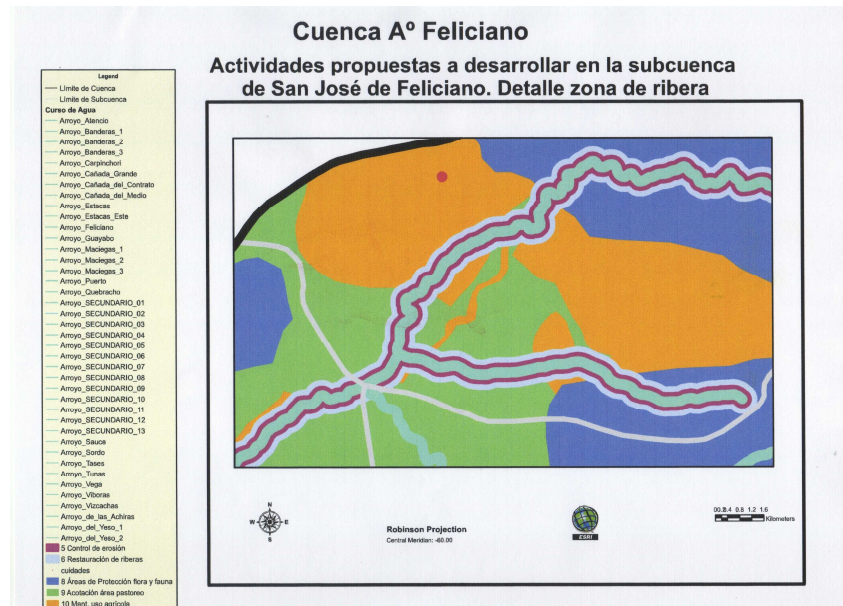 Cuenca Aº Feliciano
Actividades propuestas a desarrollar en la subcuenca
de San José de Feliciano. Detalle zona de ribera
Legend
Límite de Cuenca
Límite de Subcuenca
Curso de Agua
Arroyo_Atencio
Arroyo_Banderas_1
Arroyo_Banderas_2
Arroyo_Banderas_3
Arroyo_Carpinchori
Arroyo_Cañada_Grande
Arroyo_Cañada_del_Contrato
Arroyo_Cañada_del_Medio
Arroyo_Estacas
Arroyo_Estacas_Este
Arroyo_Feliciano
Arroyo_Guayabo
Arroyo_Maciegas_1
Arroyo_Maciegas_2
Arroyo_Maciegas_3
Arroyo_Puerto
Arroyo_Quebracho
Arroyo_SECUNDARIO_01
Arroyo_SECUNDARIO_02
Arroyo_SECUNDARIO_03
Arroyo_SECUNDARIO_04
Arroyo_SECUNDARIO_05
Arroyo_SECUNDARIO_06
Arroyo_SECUNDARIO_07
Arroyo_SECUNDARIO_08
Arroyo_SECUNDARIO_09
Arroyo_SECUNDARIO_10
Arroyo_SECUNDARIO_11
Arroyo_SECUNDARIO_12
Arroyo_SECUNDARIO_13
Arroyo_Sauce
Arroyo_Sordo
Arroyo_Tases
Arroyo_Tunas
Arroyo_Vega
Arroyo_Viboras
Arroyo_Vizcachas
Arroyo_de_las_Achiras
Arroyo_del_Yeso_1
Arroyo_del_Yeso_2
5 Control de erosión
6 Restauración de riberas
cuidades
8 Áreas de Protección flora y fauna
9 Acotación área pastoreo
10 Mant. uso agrícola
N
W E
S
Robinson Projection
Central Meridian: -60.00
ESRI
0.4 0.8 1.2 1.6
Kilometers